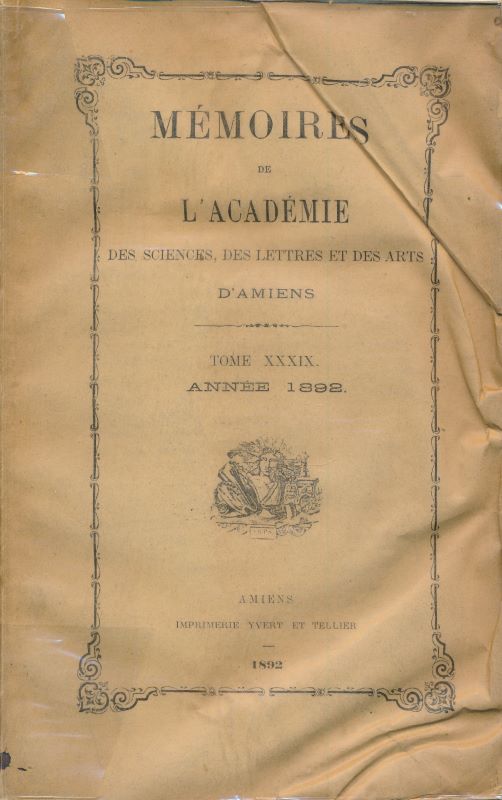 MÉMOIRES
DE
L'ACADÉMIE
DES SCIENCES, DES LETTRES ET DES ARTS
D'AMIENS
TOME XXXIX.
ANNÉE 1892.
AMIENS
IMPRIMERIE YVERT ET TELLIER
1892